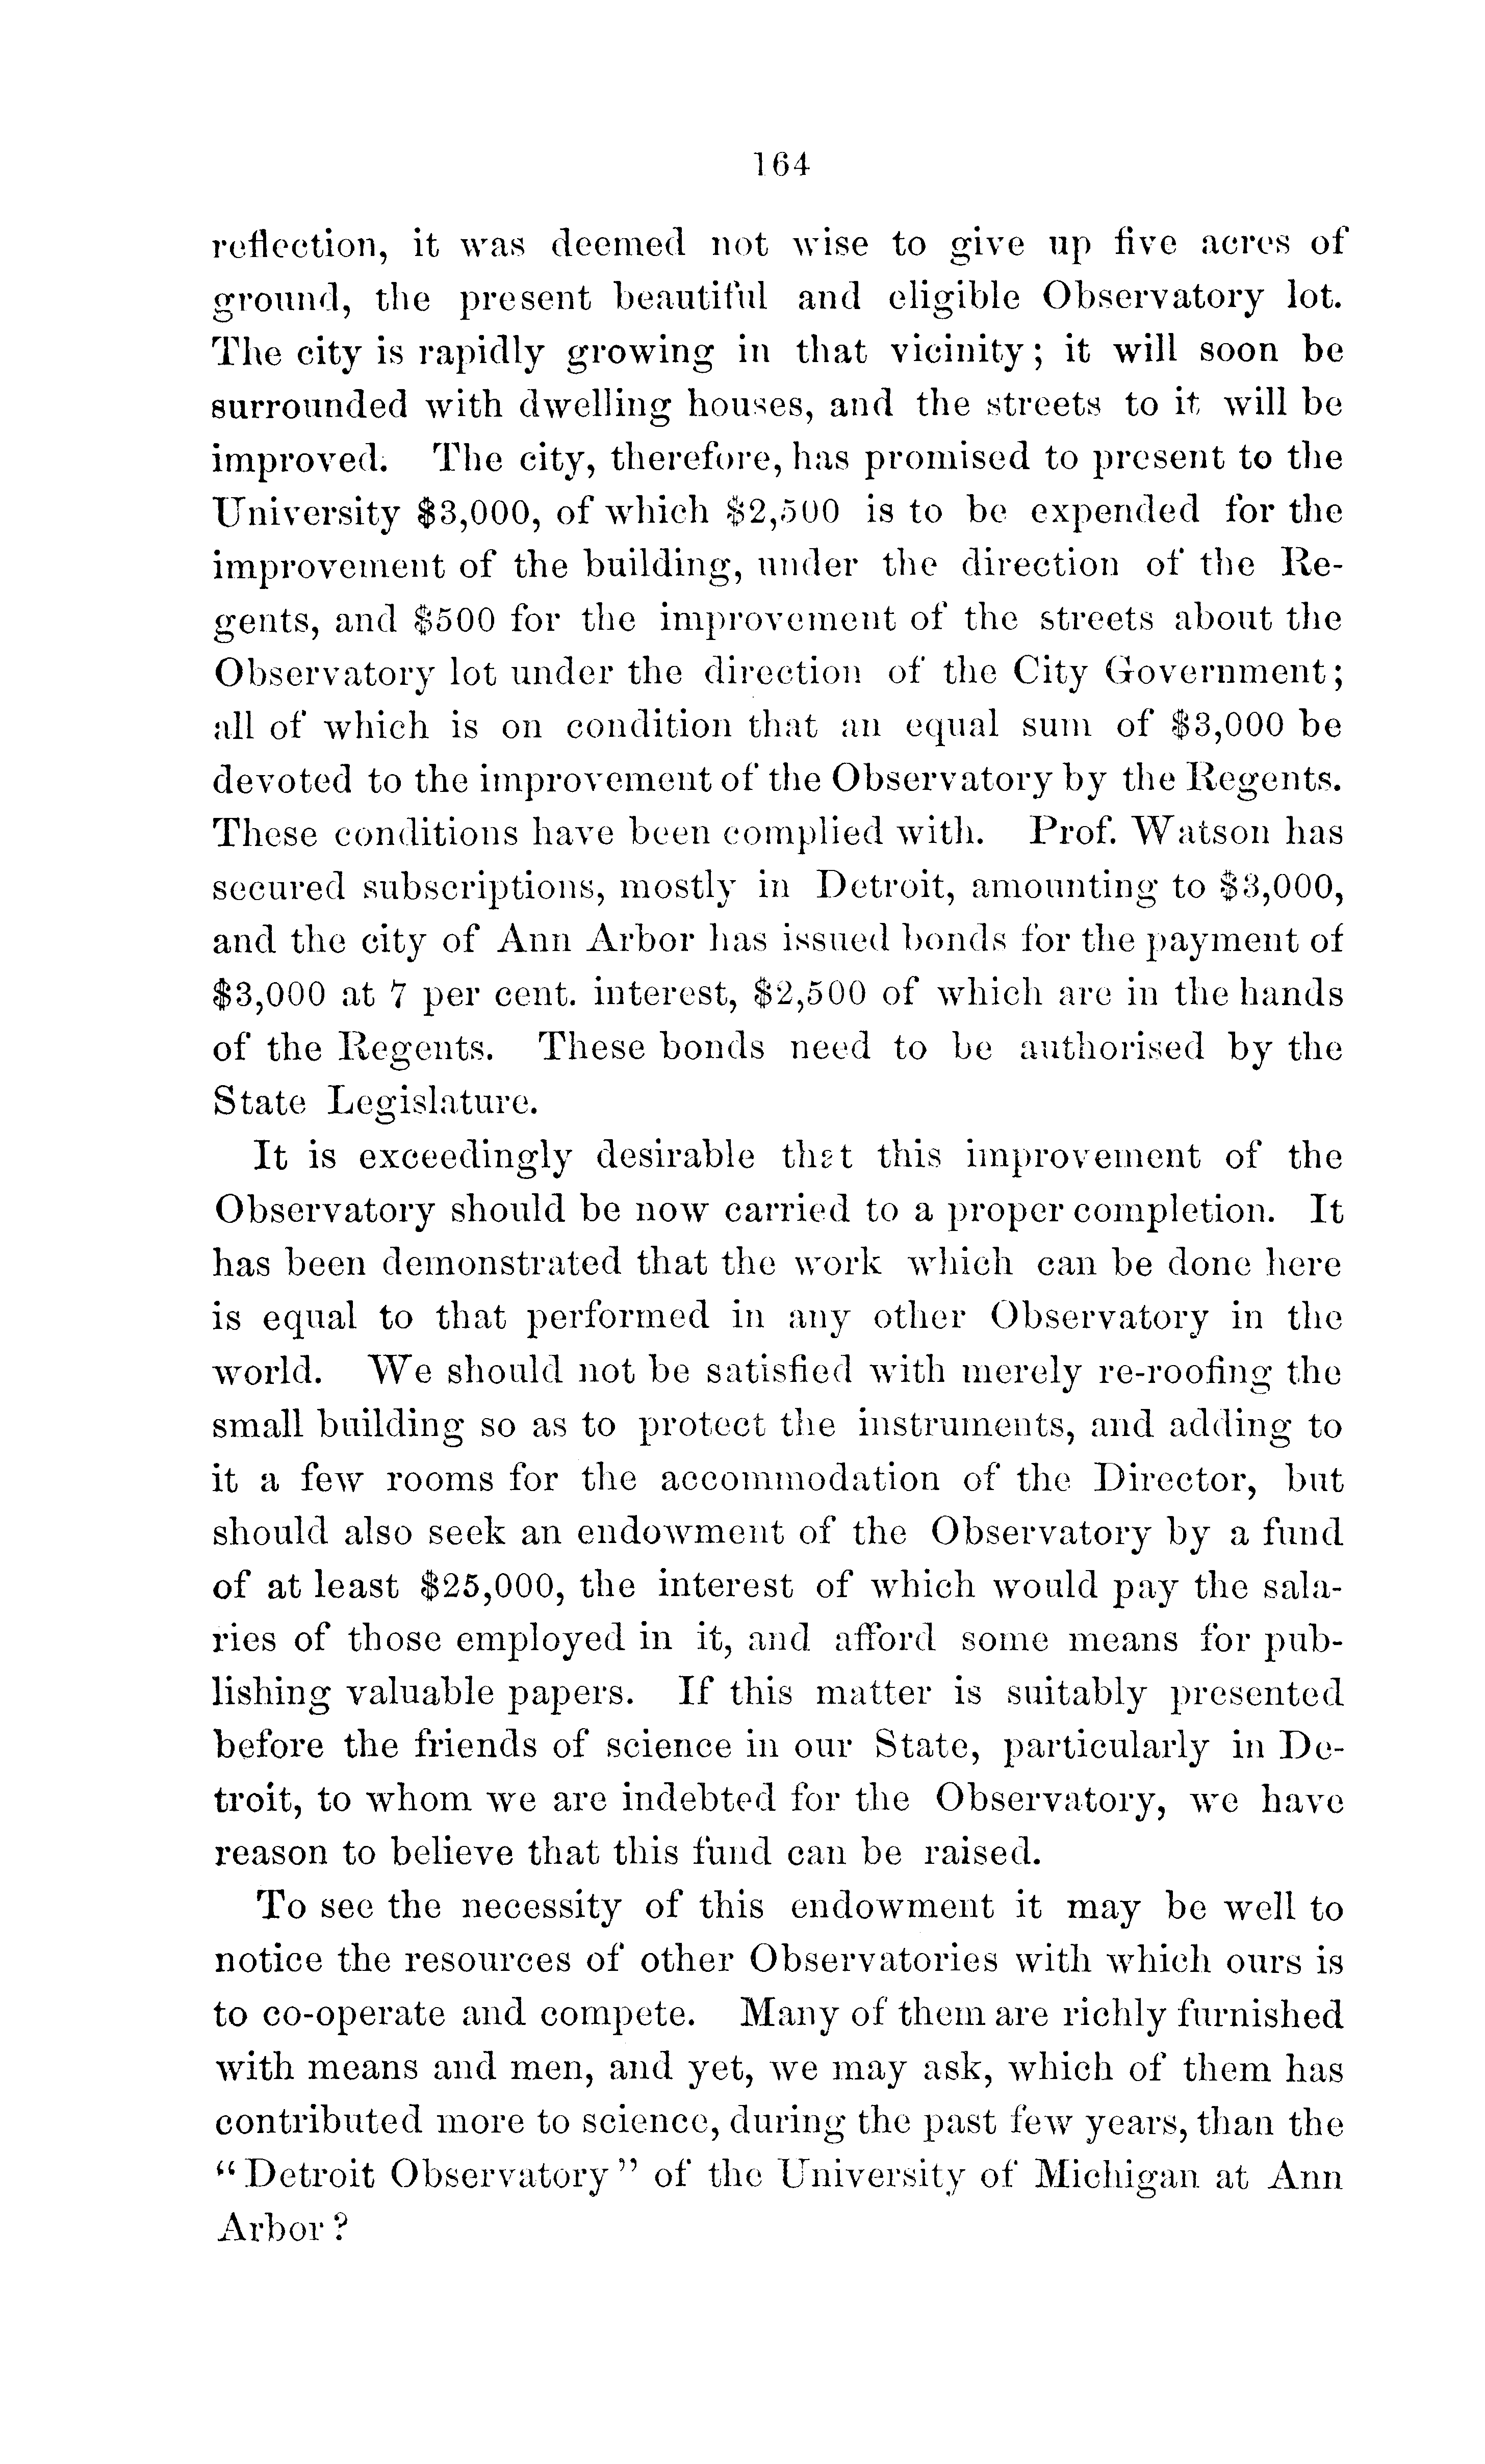 164
reflection, it was deemed not wise to give up five acres of
ground, the present beautiful and eligible Observatory lot.
The city is rapidly growing in that vicinity; it will soon be
surrounded with dwelling houses, and the streets to it will be
improved. The city, therefore, has promised to present to the
University $3,000, of which $2,500 is to be expended for the
improvement of the building, under the direction of the Re-
gents, and $500 for the improvement of the streets about the
Observatory lot under the direction of the City Government;
all of which is on condition that an equal sum of $3,000 be
devoted to the improvement of the Observatory by the Regents.
These conditions have been complied with. Prof. Watson has
secured subscriptions, mostly in Detroit, amounting to $3,000,
and the city of Ann Arbor has issued bonds for the payment of
$3,000 at 7 per cent. interest, $2,500 of which are in the hands
of the Regents. These bonds need to be authorised by the
State Legislature.
It is exceedingly desirable that this improvement of the
Observatory should be now carried to a proper completion. It
has been demonstrated that the work which can be done here
is equal to that performed in any other Observatory in the
world. We should not be satisfied with merely re-roofing the
small building so as to protect the instruments, and adding to
it a few rooms for the accommodation of the Director, but
should also seek an endowment of the Observatory by a fund
of at least $25,000, the interest of which would pay the sala-
ries of those employed in it, and afford some means for pub-
lishing valuable papers. If this matter is suitably presented
before the friends of science in our State, particularly in De-
troit, to whom we are indebted for the Observatory, we have
reason to believe that this fund can be raised.
To see the necessity of this endowment it may be well to
notice the resources of other Observatories with which ours is
to co-operate and compete. Many of them are richly furnished
with means and men, and yet, we may ask, which of them has
contributed more to science, during the past few years, than the
"Detroit Observatory" of the University of Michigan at Ann
Arbor?